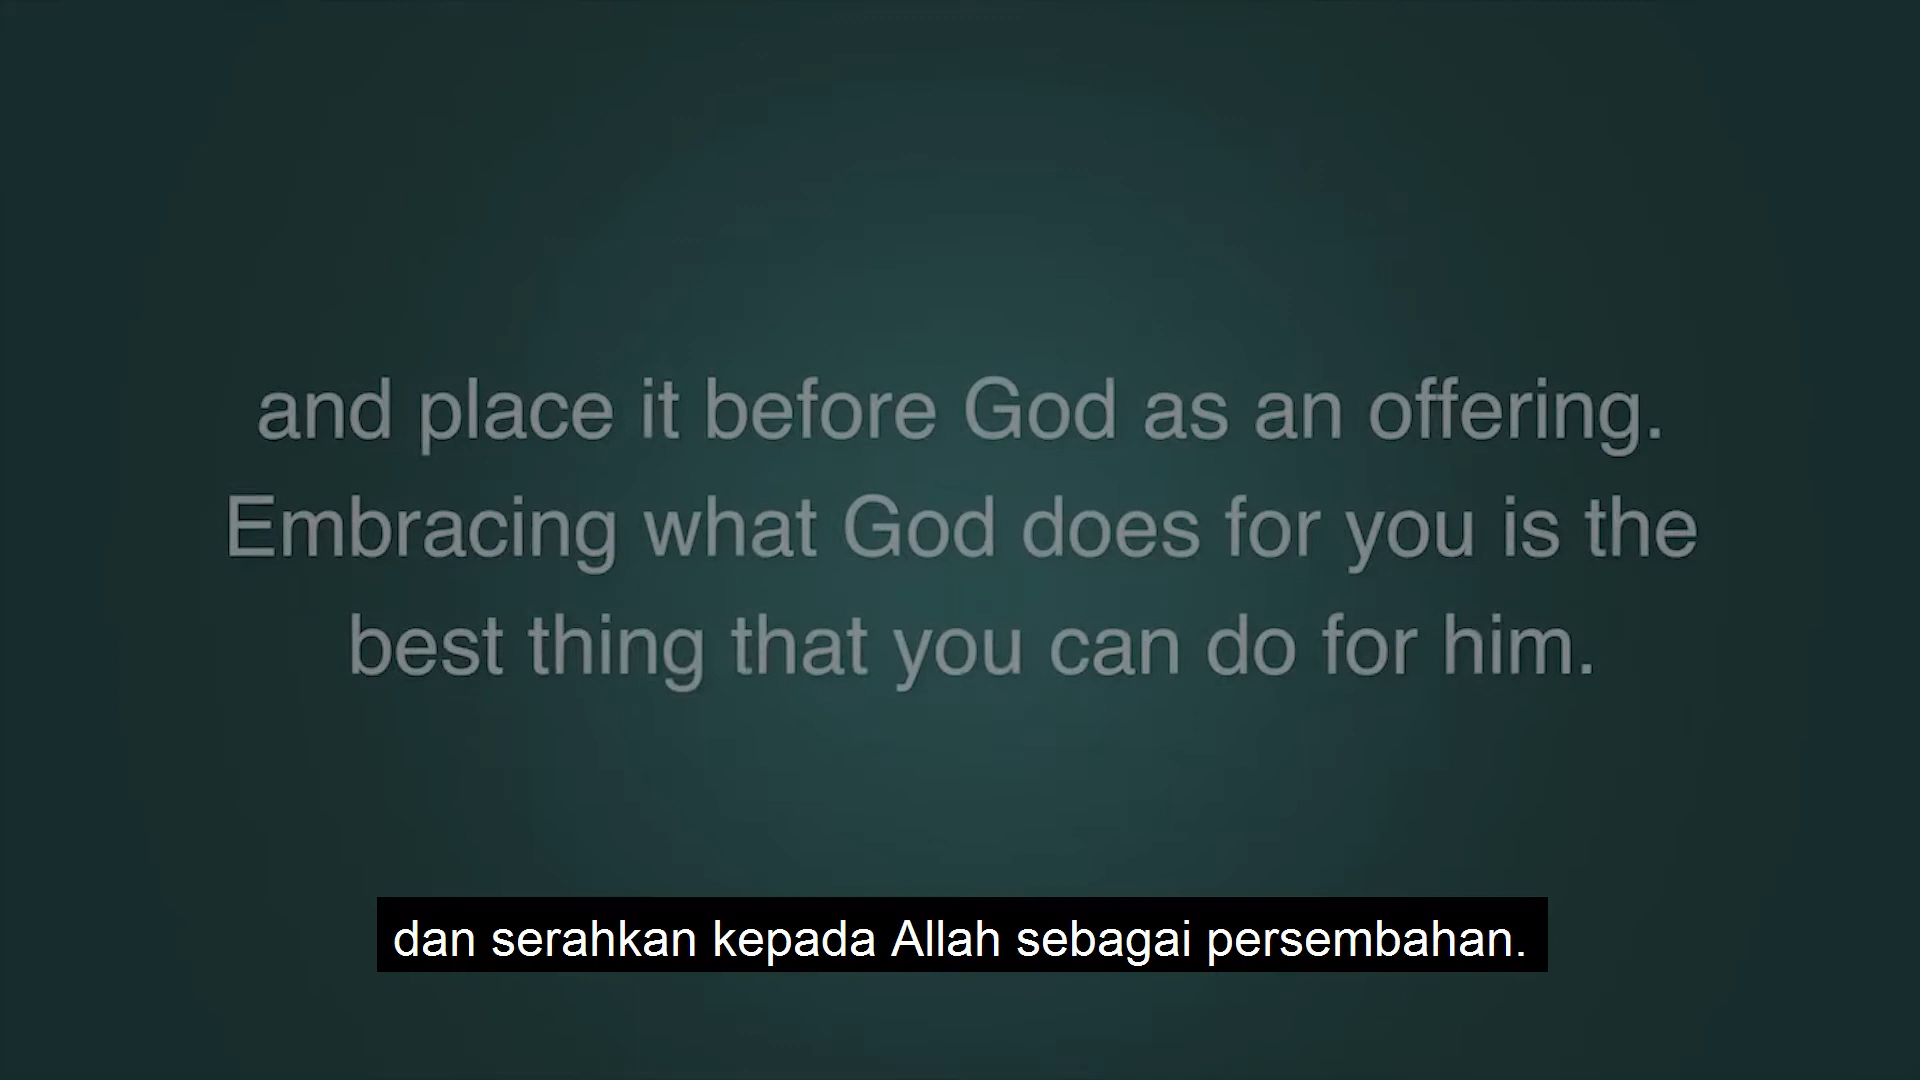 and place it before God as an offering.
Embracing what God does for you is the
best thing that you can do for him.
dan serahkan kepada Allah sebagai persembahan.